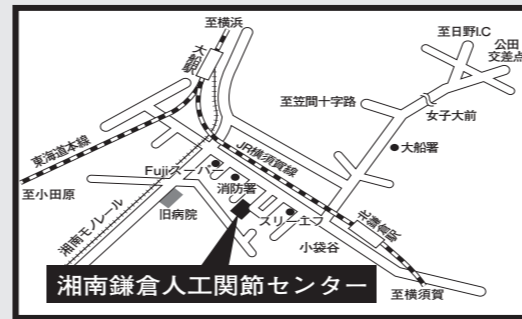 至横浜
大船駅
至日野I.C
公田
交差点
至笠間十字路
女子大前
大船署
東海道本線
JR横須賀線
Fujiスーパー
消防署
至小田原
旧病院
スリーエフ
北鎌倉駅
湘南モノレール
小袋谷
湘南鎌倉人工関節センター
至横須賀